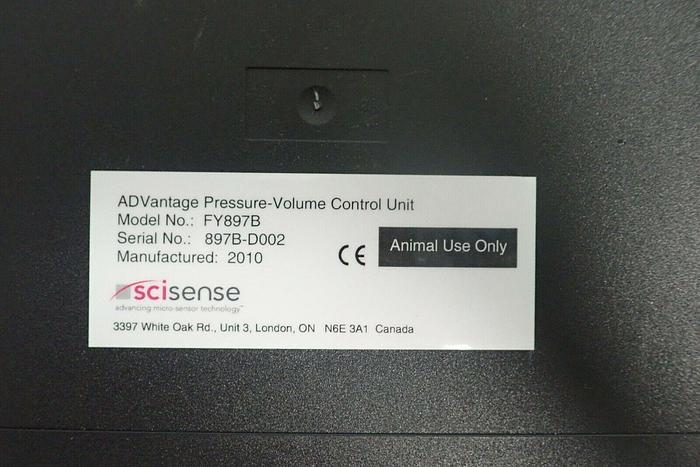 ADVantage Pressure-Volume Control Unit
Model No.: FY897B
Serial No.: 897B-D002
Manufactured: 2010
CE
Animal Use Only
scisense
advancing micro-sensor technology™
3397 White Oak Rd., Unit 3, London, ON N6E 3A1 Canada